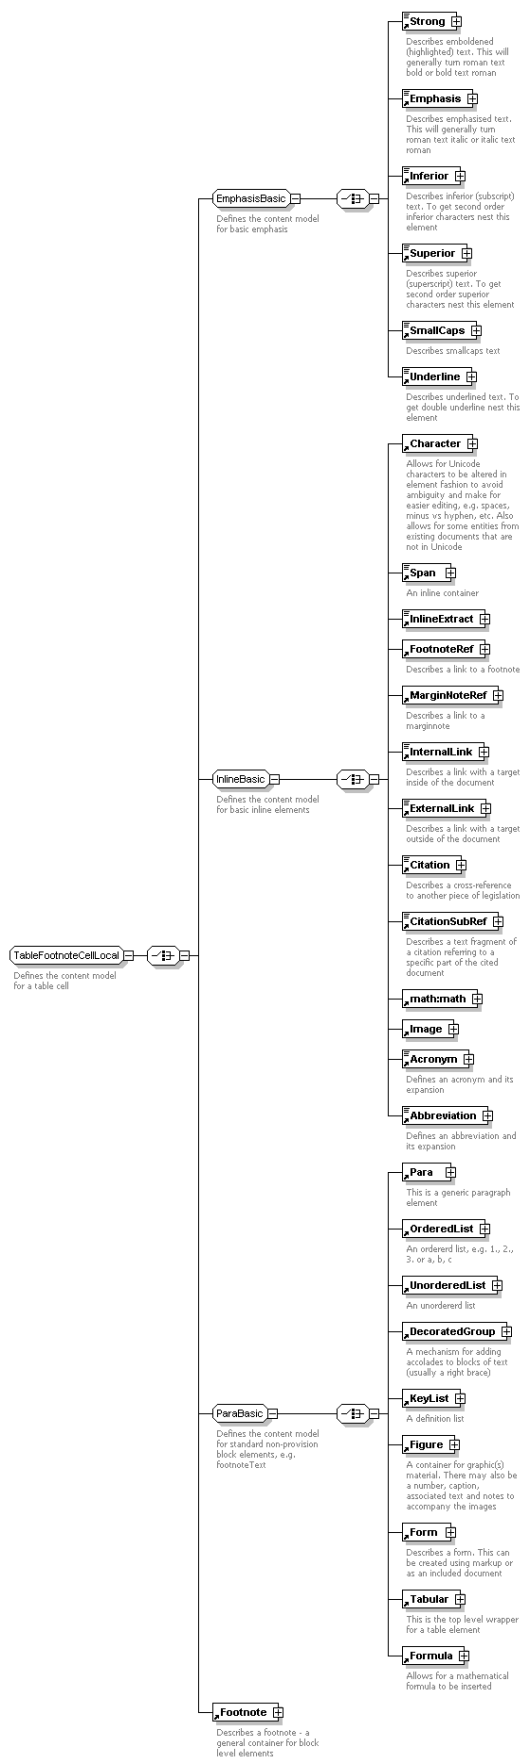 Strong
Describes emboldened
(highlighted) text. This will
generally turn roman text
bold or bold text roman
Emphasis
Describes emphasised text.
This will generally turn
roman text italic or italic text
roman
Inferior
Describes inferior (subscript)
text. To get second order
inferior characters nest this
element
EmphasisBasic
Defines the content model
for basic emphasis
Superior
Describes superior
(superscript) text. To get
second order superior
characters nest this element
SmallCaps
Describes smallcaps text
Underline
Describes underlined text. To
get double underline nest this
element
Character
Allows for Unicode
characters to be altered in
element fashion to avoid
ambiguity and make for
easier editing, e.g. spaces,
minus vs hyphen, etc. Also
allows for some entities from
existing documents that are
not in Unicode
Span
An inline container
InlineExtract
FootnoteRef
Describes a link to a footnote
MarginNoteRef
Describes a link to a
marginnote
InternalLink
Describes a link with a target
inside of the document
InlineBasic
Defines the content model
for basic inline elements
ExternalLink
Describes a link with a target
outside of the document
Citation
Describes a cross-reference
to another piece of legislation
CitationSubRef
Describes a text fragment of
a citation referring to a
specific part of the cited
document
TableFootnoteCellLocal
Defines the content model
for a table cell
math:math
Image
Acronym
Defines an acronym and its
expansion
Abbreviation
Defines an abbreviation and
its expansion
Para
This is a generic paragraph
element
OrderedList
An ordererd list, e.g. 1., 2.,
3. or a, b, c
UnorderedList
An unordererd list
DecoratedGroup
A mechanism for adding
accolades to blocks of text
(usually a right brace)
KeyList
A definition list
ParaBasic
Defines the content model
for standard non-provision
block elements, e.g.
footnoteText
Figure
A container for graphic(s)
material. There may also be
a number, caption,
associated text and notes to
accompany the images
Form
Describes a form. This can
be created using markup or
as an included document
Tabular
This is the top level wrapper
for a table element
Formula
Allows for a mathematical
formula to be inserted
Footnote
Describes a footnote - a
general container for block
level elements